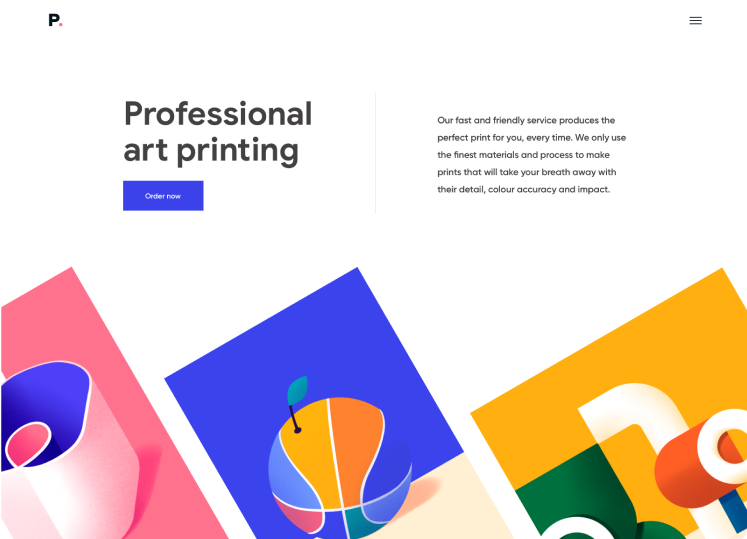 P.
Professional
art printing
Order now
Our fast and friendly service produces the
perfect print for you, every time. We only use
the finest materials and process to make
prints that will take your breath away with
their detail, colour accuracy and impact.